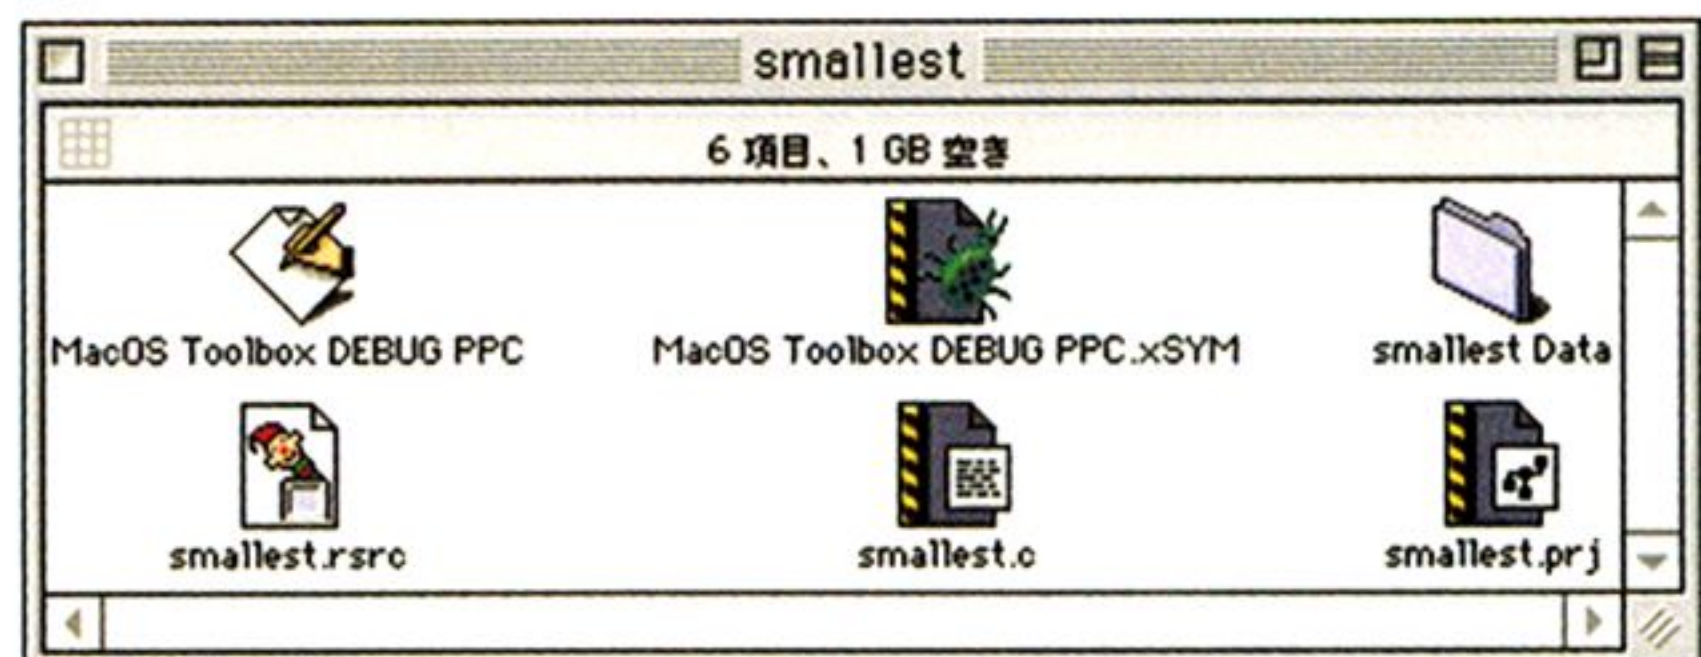 smallest
6 項目、1 GB 空き
MacOS Toolbox DEBUG PPC
MacOS Toolbox DEBUG PPC.xSYM
smallest Data
smallest.rsrc
smallest.c
smallest.prj